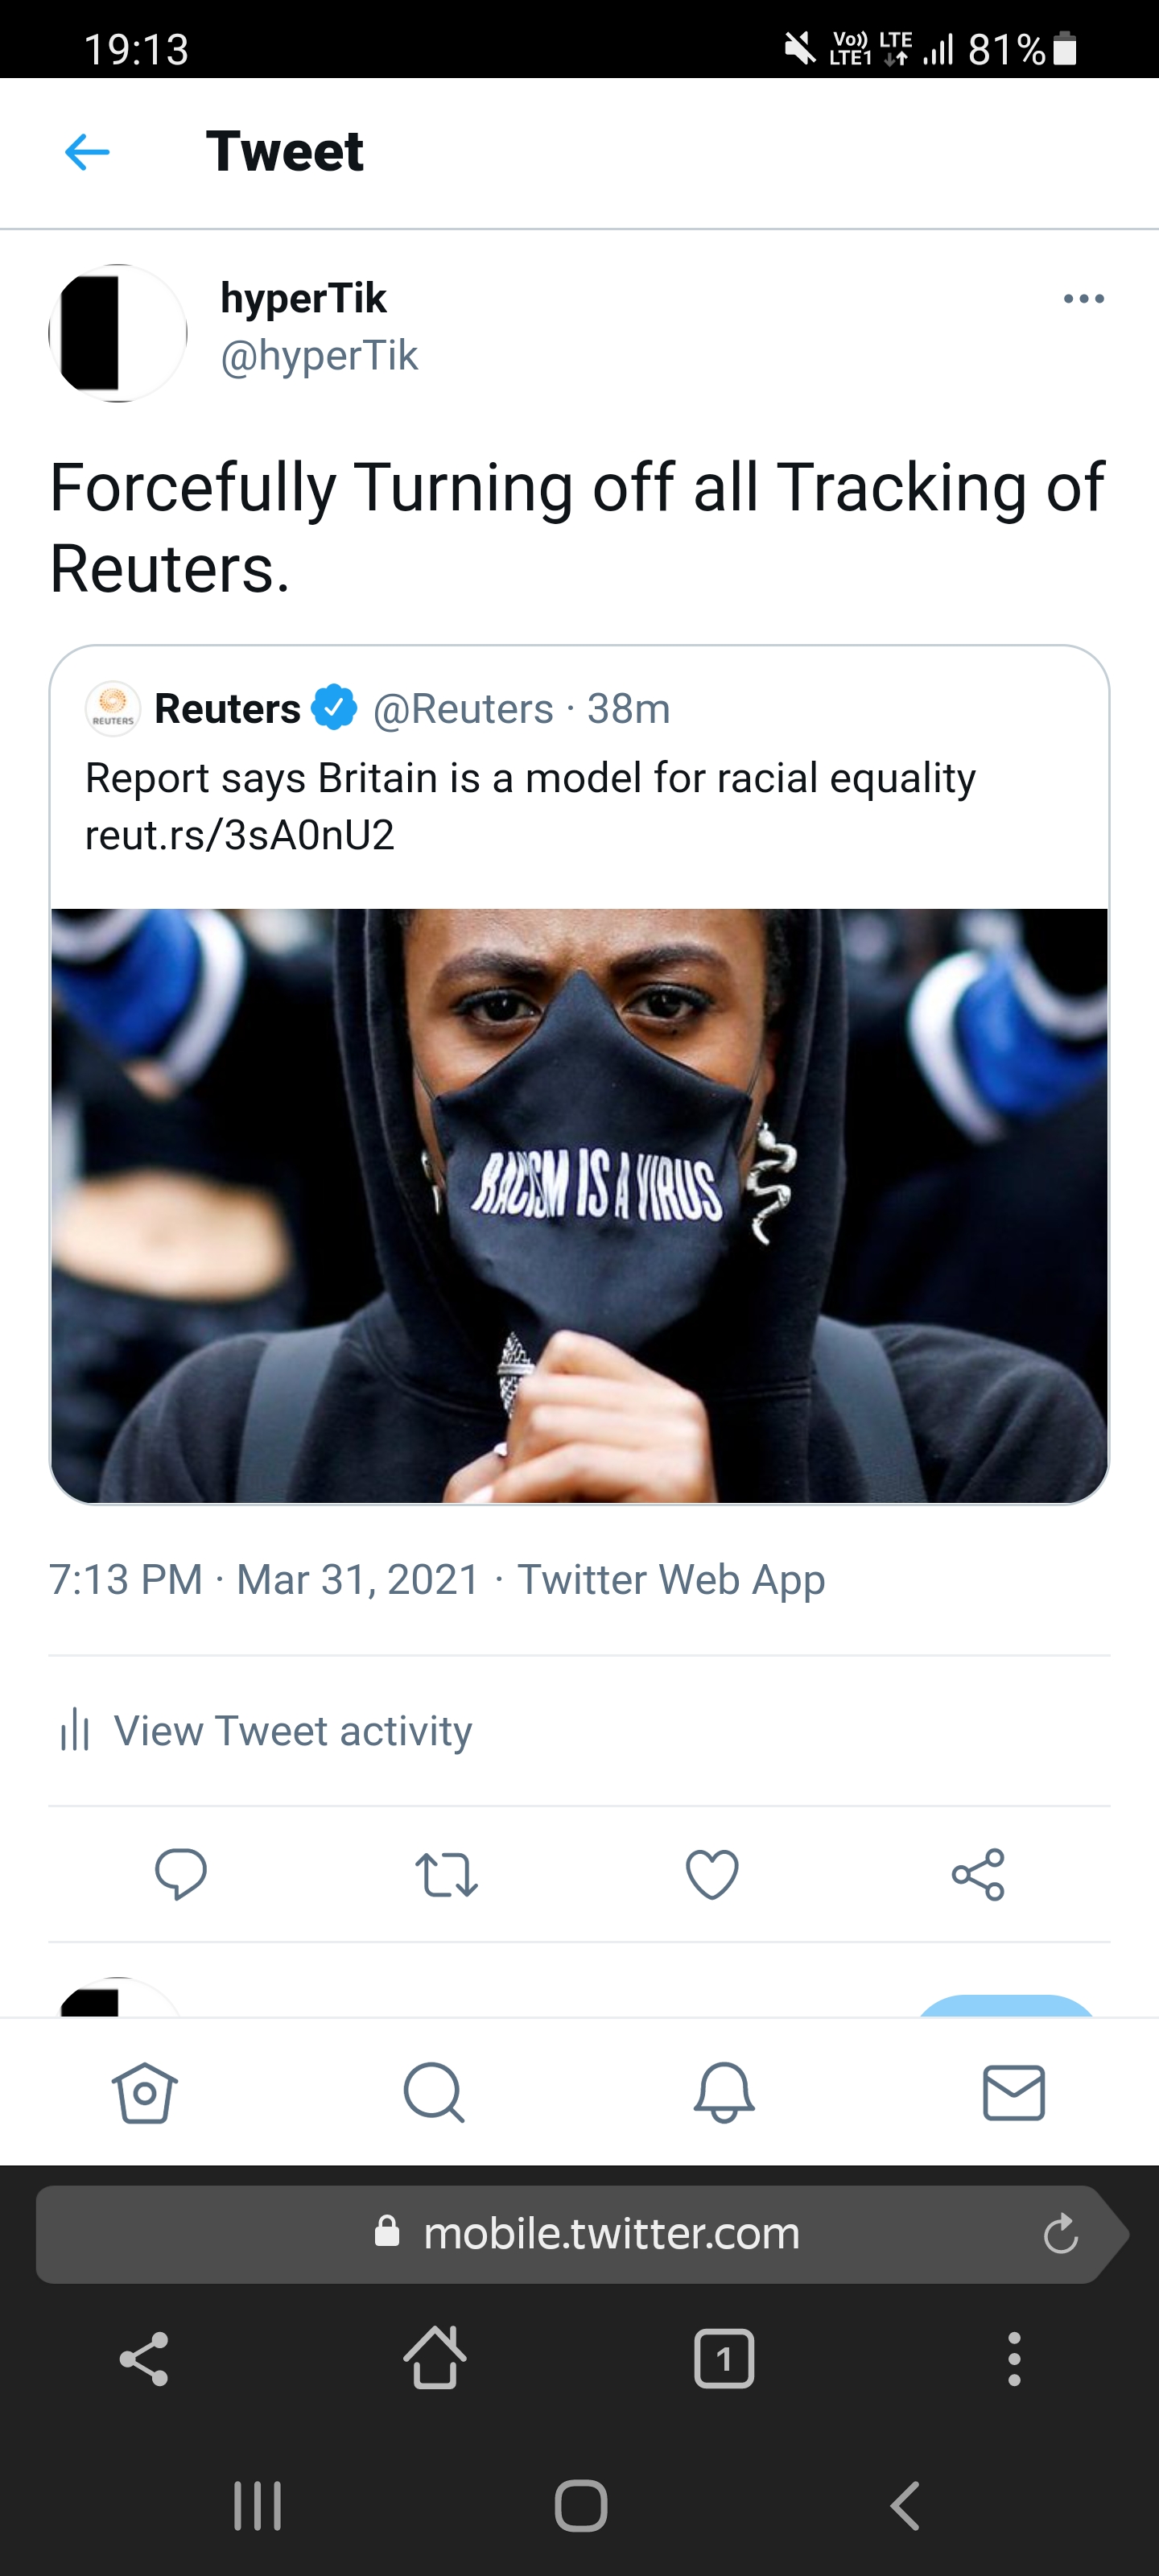 19:13
Vo)) LTE
LTE1
81%
Tweet
hyperTik
@hyperTik
Forcefully Turning off all Tracking of
Reuters.
REUTERS
Reuters @Reuters · 38m
Report says Britain is a model for racial equality
reut.rs/3sA0nU2
RACISM IS A VIRUS
7:13 PM · Mar 31, 2021 · Twitter Web App
View Tweet activity
mobile.twitter.com
1